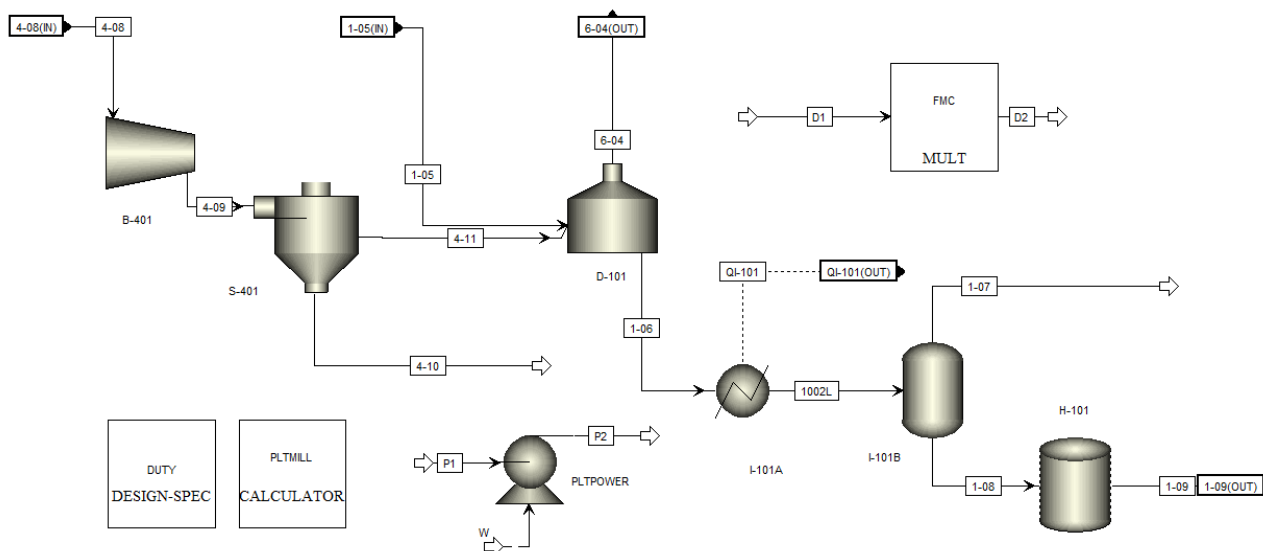 4-08(IN)
4-08
1-05(IN)
6-04(OUT)
FMC
D1
D2
MULT
6-04
1-05
B-401
4-09
4-11
S-401
D-101
QI-101
QI-101(OUT)
1-07
1-06
4-10
1002L
H-101
DUTY
DESIGN-SPEC
PLTMILL
CALCULATOR
P1
P2
PLTPOWER
W
I-101A
I-101B
1-08
1-09
1-09(OUT)